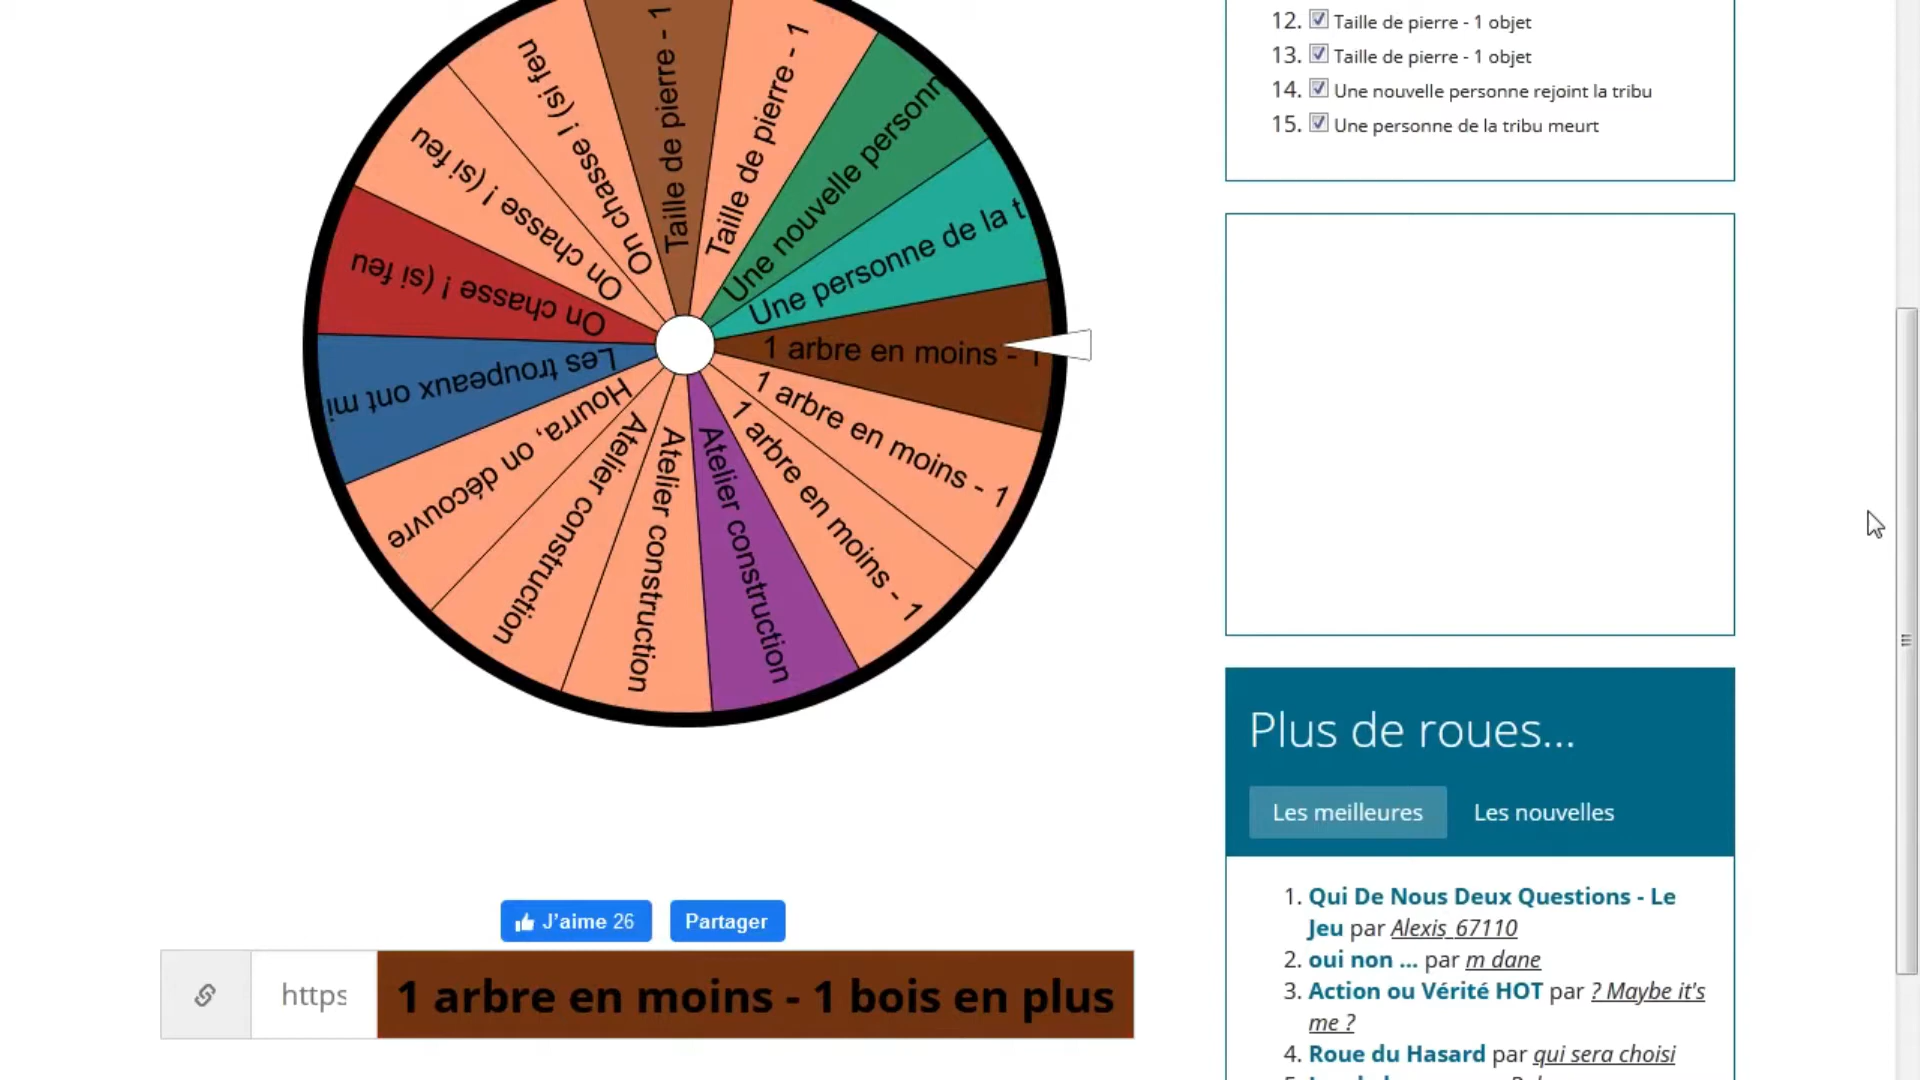 On chasse ! (si feu
On chasse ! (si feu
On chasse ! (si feu
Taille de pierre - 1
Taille de pierre - 1
Une nouvelle personn
Une personne de la t
1 arbre en moins - 1
1 arbre en moins - 1
1 arbre en moins - 1
Atelier construction
Atelier construction
Atelier construction
Hourra, on découvre
Les troupeaux ont mi
J'aime 26
Partager
https
1 arbre en moins - 1 bois en plus
12. Taille de pierre - 1 objet
13. Taille de pierre - 1 objet
14. Une nouvelle personne rejoint la tribu
15. Une personne de la tribu meurt
Plus de roues...
Les meilleures
Les nouvelles
1. Qui De Nous Deux Questions - Le
Jeu par Alexis_67110
2. oui non ... par m dane
3. Action ou Vérité HOT par ? Maybe it's
me ?
4. Roue du Hasard par qui sera choisi